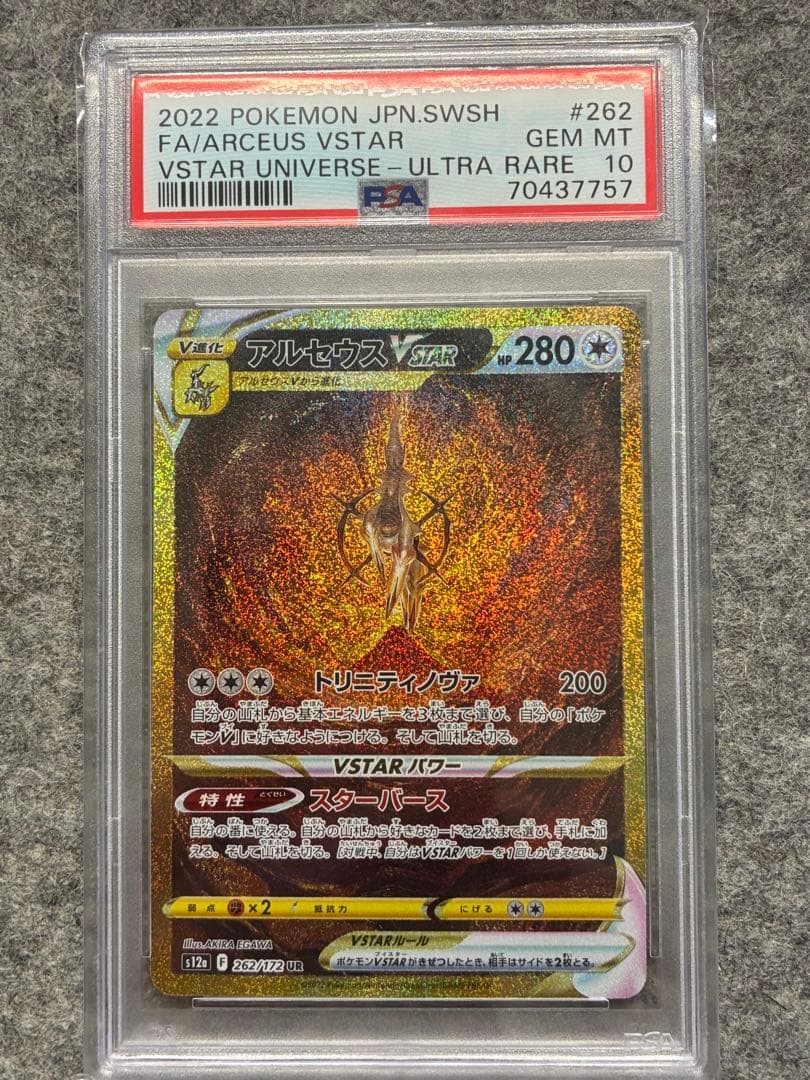 2022 POKEMON JPN.SWSH #262
FA/ARCEUS VSTAR GEM MT
VSTAR UNIVERSE-ULTRA RARE 10
70437757
PSA
V進化 アルセウス VSTAR HP 280
アルセウスVから進化
トリニティノヴァ 200
自分の山札から基本エネルギーを3枚まで選び、自分の「ポケ
モンV」に好きなようにつける。そして山札を切る。
VSTARパワー
特性 とくせい スターバース
自分の番に使える。自分の山札から好きなカードを2枚まで選び、手札に加
える。そして山札を切る。[対戦中、自分はVSTARパワーを1回しか使えない。]
弱点 ×2 抵抗力 にげる
Illus. AKIRA EGAWA
VSTARルール
ポケモンVSTARがきぜつしたとき、相手はサイドを2枚とる。
s12a F 262/172 UR
PSA